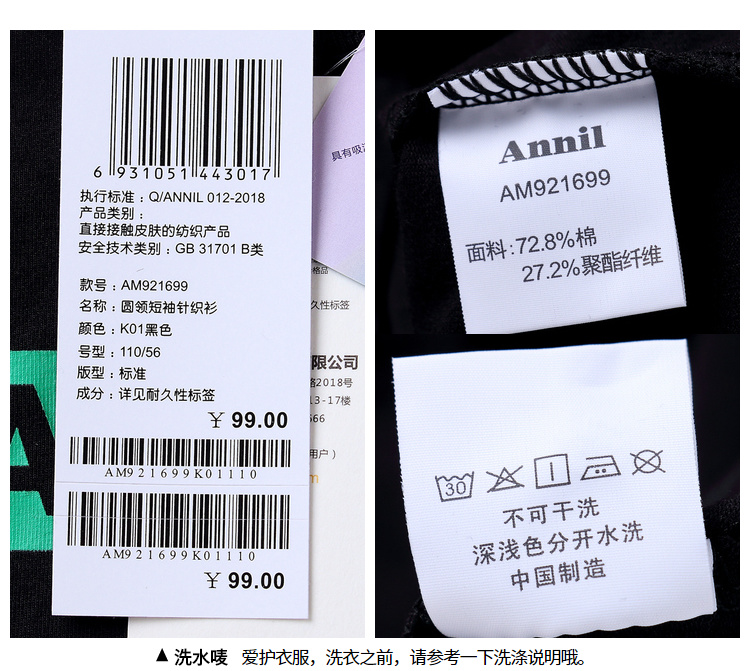 6 931051 443017
执行标准：Q/ANNIL 012-2018
产品类别：
直接接触皮肤的纺织产品
安全技术类别：GB 31701 B类
款号：AM921699
名称：圆领短袖针织衫
颜色：K01黑色
号型：110/56
版型：标准
成分：详见耐久性标签
￥99.00
AM921699K01110
AM921699K01110
￥99.00
具有吸
格品
久性标签
限公司
2018号
13-17楼
666
用户）
Annil
AM921699
面料:72.8%棉
27.2%聚酯纤维
30
不可干洗
深浅色分开水洗
中国制造
▲ 洗水唛 爱护衣服，洗衣之前，请参考一下洗涤说明哦。